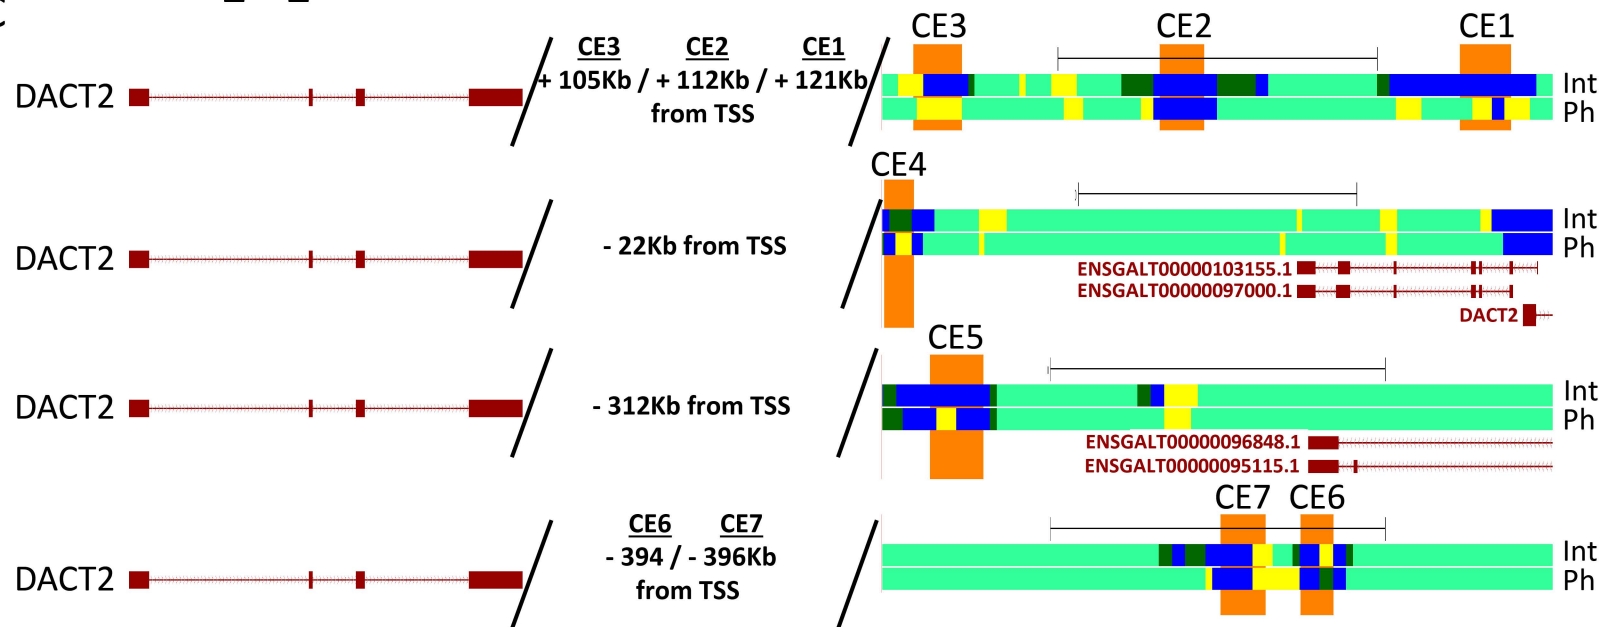 CE3 CE2 CE1
DACT2
CE3 CE2 CE1
+ 105Kb / + 112Kb / + 121Kb
from TSS
Int
Ph
CE4
DACT2
- 22Kb from TSS
Int
Ph
ENSGALT00000103155.1
ENSGALT00000097000.1
DACT2
CE5
DACT2
- 312Kb from TSS
Int
Ph
ENSGALT00000096848.1
ENSGALT00000095115.1
CE7 CE6
DACT2
CE6 CE7
- 394 / - 396Kb
from TSS
Int
Ph